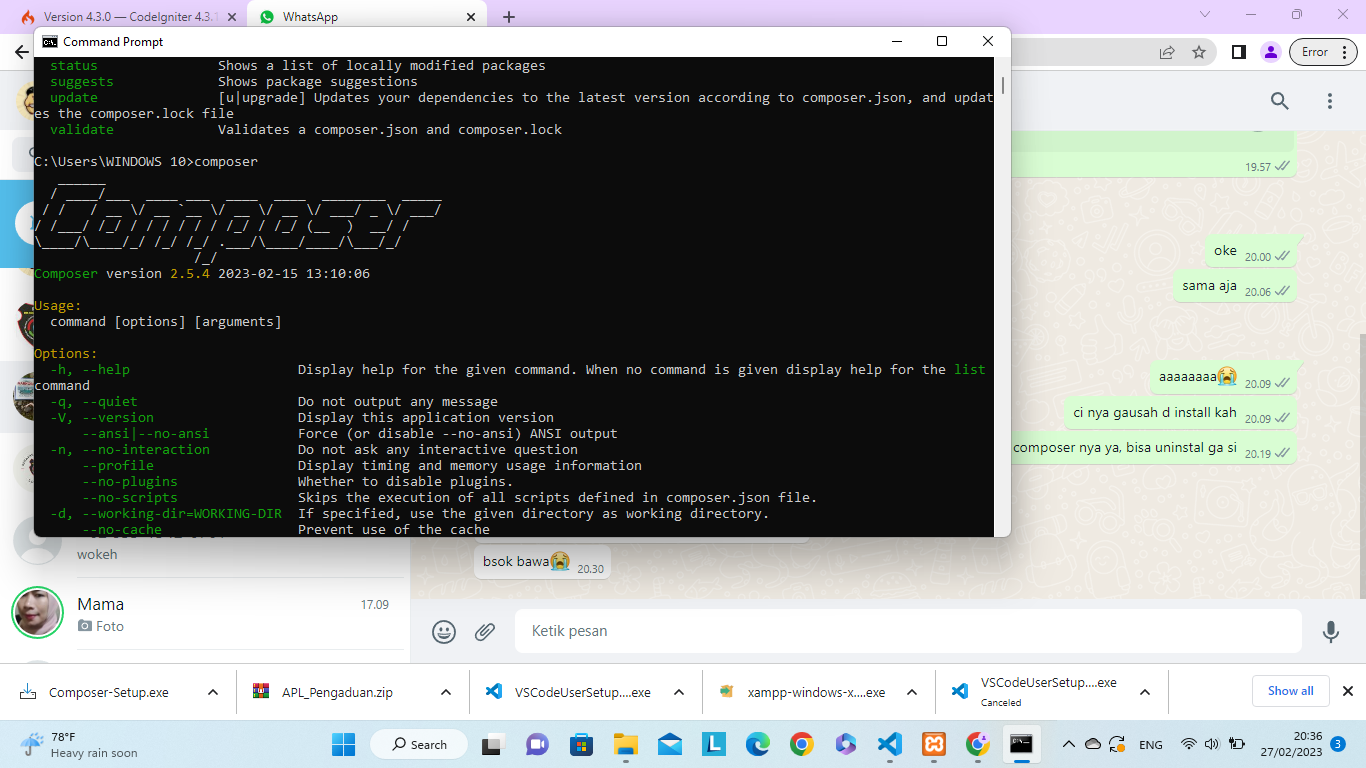 Version 4.3.0 — CodeIgniter 4.3.1
WhatsApp
Error
Command Prompt
status Shows a list of locally modified packages
suggests Shows package suggestions
update [u|upgrade] Updates your dependencies to the latest version according to composer.json, and updat
es the composer.lock file
validate Validates a composer.json and composer.lock
C:\Users\WINDOWS 10>composer
Composer
Composer version 2.5.4 2023-02-15 13:10:06
Usage:
command [options] [arguments]
Options:
-h, --help Display help for the given command. When no command is given display help for the list
command
-q, --quiet Do not output any message
-V, --version Display this application version
--ansi|--no-ansi Force (or disable --no-ansi) ANSI output
-n, --no-interaction Do not ask any interactive question
--profile Display timing and memory usage information
--no-plugins Whether to disable plugins.
--no-scripts Skips the execution of all scripts defined in composer.json file.
-d, --working-dir=WORKING-DIR If specified, use the given directory as working directory.
--no-cache Prevent use of the cache
19.57
oke 20.00
sama aja 20.06
aaaaaaaa😭 20.09
ci nya gausah d install kah 20.09
composer nya ya, bisa uninstal ga si 20.19
bsok bawa😭 20.30
wokeh
Mama 17.09
Foto
Ketik pesan
Composer-Setup.exe
APL_Pengaduan.zip
VSCodeUserSetup....exe
xampp-windows-x....exe
VSCodeUserSetup....exe
Canceled
Show all
78°F
Heavy rain soon
Search
ENG
20:36
27/02/2023
3